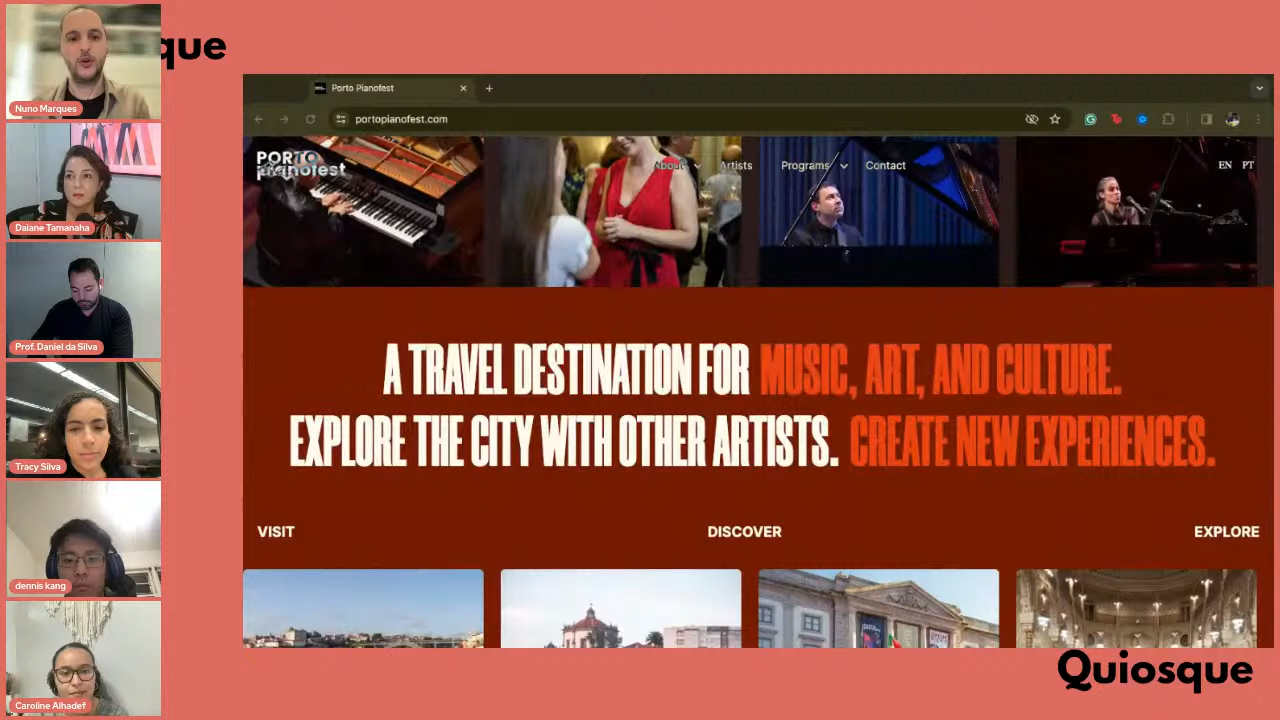 que
Nuno Marques
Daiane Tamanaha
Prof. Daniel da Silva
Tracy Silva
dennis kang
Caroline Alhadef
Porto Pianofest
portopianofest.com
PORTO
pianofest
About
Artists
Programs
Contact
EN PT
A TRAVEL DESTINATION FOR MUSIC, ART, AND CULTURE.
EXPLORE THE CITY WITH OTHER ARTISTS. CREATE NEW EXPERIENCES.
VISIT
DISCOVER
EXPLORE
Quiosque